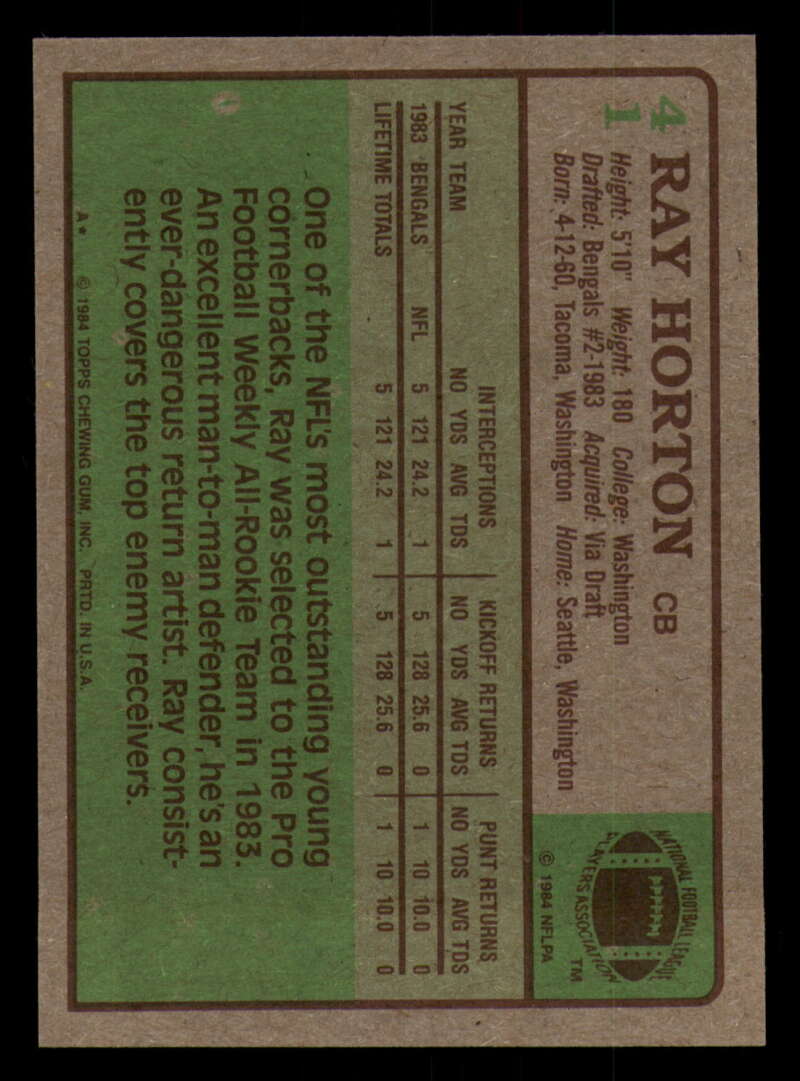 41
RAY HORTON CB
Height: 5'10" Weight: 180 College: Washington
Drafted: Bengals #2-1983 Acquired: Via Draft
Born: 4-12-60, Tacoma, Washington Home: Seattle, Washington
NATIONAL FOOTBALL LEAGUE
PLAYERS ASSOCIATION
TM
© 1984 NFLPA
INTERCEPTIONS KICKOFF RETURNS PUNT RETURNS
YEAR TEAM NO YDS AVG TDS NO YDS AVG TDS NO YDS AVG TDS
1983 BENGALS NFL 5 121 24.2 1 5 128 25.6 0 1 10 10.0 0
LIFETIME TOTALS 5 121 24.2 1 5 128 25.6 0 1 10 10.0 0
One of the NFL's most outstanding young
cornerbacks, Ray was selected to the Pro
Football Weekly All-Rookie Team in 1983.
An excellent man-to-man defender, he's an
ever-dangerous return artist. Ray consist-
ently covers the top enemy receivers.
A* © 1984 TOPPS CHEWING GUM, INC. PRTD. IN U.S.A.